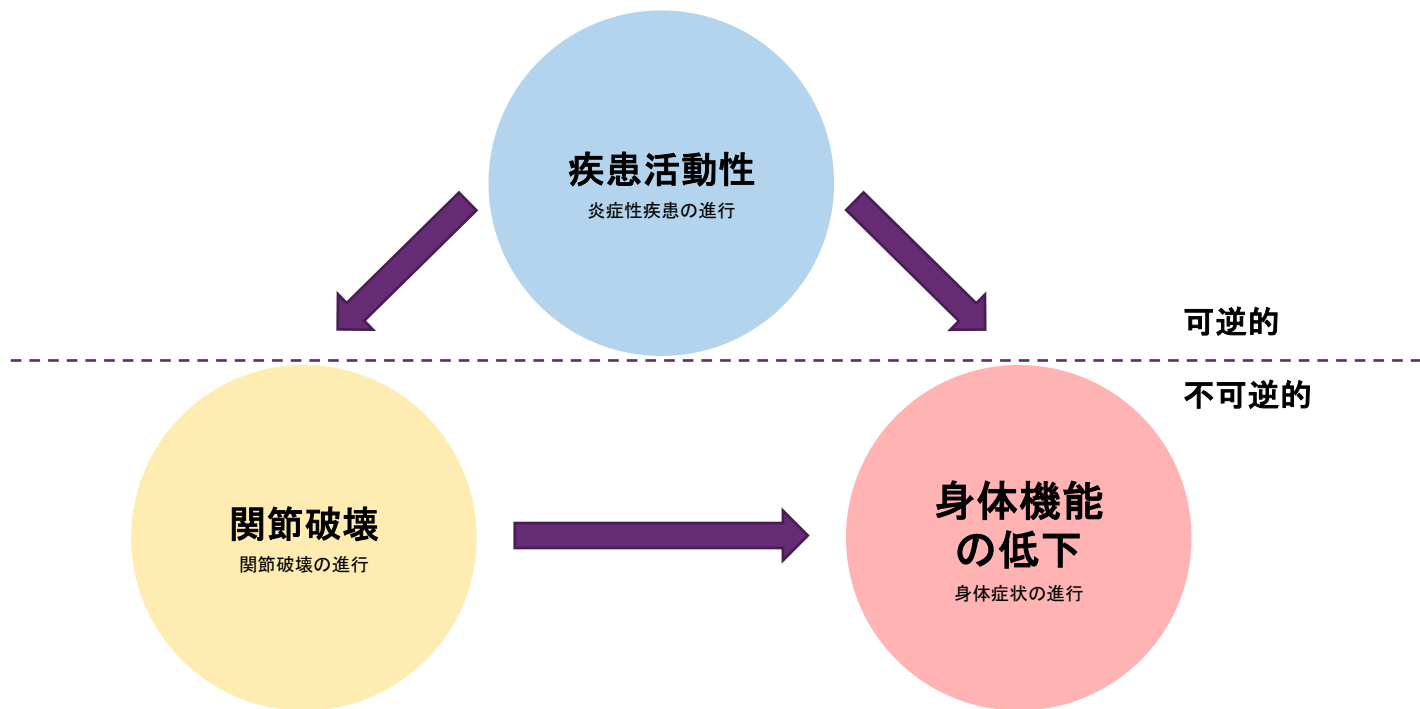 疾患活動性
炎症性疾患の進行
可逆的
不可逆的
関節破壊
関節破壊の進行
身体機能
の低下
身体症状の進行